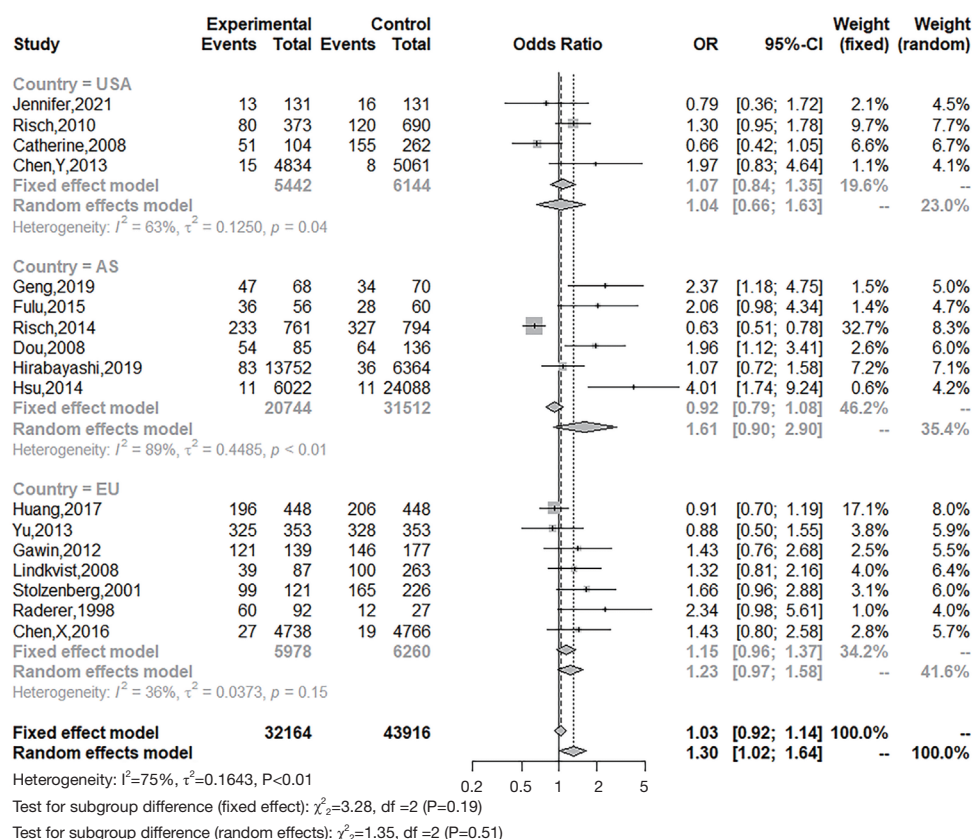 Experimental Control Weight Weight
Study Events Total Events Total Odds Ratio OR 95%-CI (fixed) (random)
Country = USA
Jennifer,2021 13 131 16 131 0.79 [0.36; 1.72] 2.1% 4.5%
Risch,2010 80 373 120 690 1.30 [0.95; 1.78] 9.7% 7.7%
Catherine,2008 51 104 155 262 0.66 [0.42; 1.05] 6.6% 6.7%
Chen,Y,2013 15 4834 8 5061 1.97 [0.83; 4.64] 1.1% 4.1%
Fixed effect model 5442 6144 1.07 [0.84; 1.35] 19.6% --
Random effects model 1.04 [0.66; 1.63] -- 23.0%
Heterogeneity: I² = 63%, τ² = 0.1250, p = 0.04
Country = AS
Geng,2019 47 68 34 70 2.37 [1.18; 4.75] 1.5% 5.0%
Fulu,2015 36 56 28 60 2.06 [0.98; 4.34] 1.4% 4.7%
Risch,2014 233 761 327 794 0.63 [0.51; 0.78] 32.7% 8.3%
Dou,2008 54 85 64 136 1.96 [1.12; 3.41] 2.6% 6.0%
Hirabayashi,2019 83 13752 36 6364 1.07 [0.72; 1.58] 7.2% 7.1%
Hsu,2014 11 6022 11 24088 4.01 [1.74; 9.24] 0.6% 4.2%
Fixed effect model 20744 31512 0.92 [0.79; 1.08] 46.2% --
Random effects model 1.61 [0.90; 2.90] -- 35.4%
Heterogeneity: I² = 89%, τ² = 0.4485, p < 0.01
Country = EU
Huang,2017 196 448 206 448 0.91 [0.70; 1.19] 17.1% 8.0%
Yu,2013 325 353 328 353 0.88 [0.50; 1.55] 3.8% 5.9%
Gawin,2012 121 139 146 177 1.43 [0.76; 2.68] 2.5% 5.5%
Lindkvist,2008 39 87 100 263 1.32 [0.81; 2.16] 4.0% 6.4%
Stolzenberg,2001 99 121 165 226 1.66 [0.96; 2.88] 3.1% 6.0%
Raderer,1998 60 92 12 27 2.34 [0.98; 5.61] 1.0% 4.0%
Chen,X,2016 27 4738 19 4766 1.43 [0.80; 2.58] 2.8% 5.7%
Fixed effect model 5978 6260 1.15 [0.96; 1.37] 34.2% --
Random effects model 1.23 [0.97; 1.58] -- 41.6%
Heterogeneity: I² = 36%, τ² = 0.0373, p = 0.15
Fixed effect model 32164 43916 1.03 [0.92; 1.14] 100.0% --
Random effects model 1.30 [1.02; 1.64] -- 100.0%
Heterogeneity: I²=75%, τ²=0.1643, P<0.01
0.2 0.5 1 2 5
Test for subgroup difference (fixed effect): χ²₂=3.28, df =2 (P=0.19)
Test for subgroup difference (random effects): χ²₂=1.35, df =2 (P=0.51)